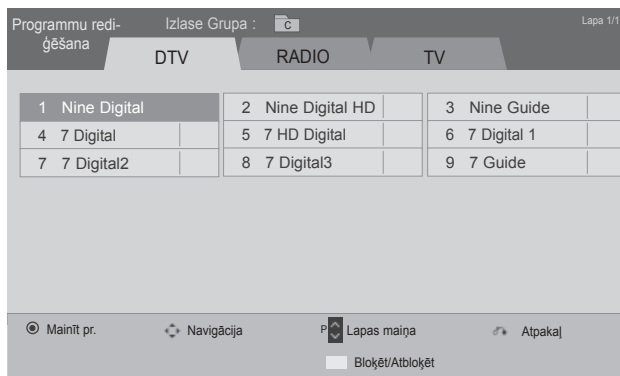 Programmu redi-
ģēšana
Izlase Grupa : C
Lapa 1/1
DTV RADIO TV
1 Nine Digital 2 Nine Digital HD 3 Nine Guide
4 7 Digital 5 7 HD Digital 6 7 Digital 1
7 7 Digital2 8 7 Digital3 9 7 Guide
Mainīt pr. Navigācija P Lapas maiņa Atpakaļ
Bloķēt/Atbloķēt